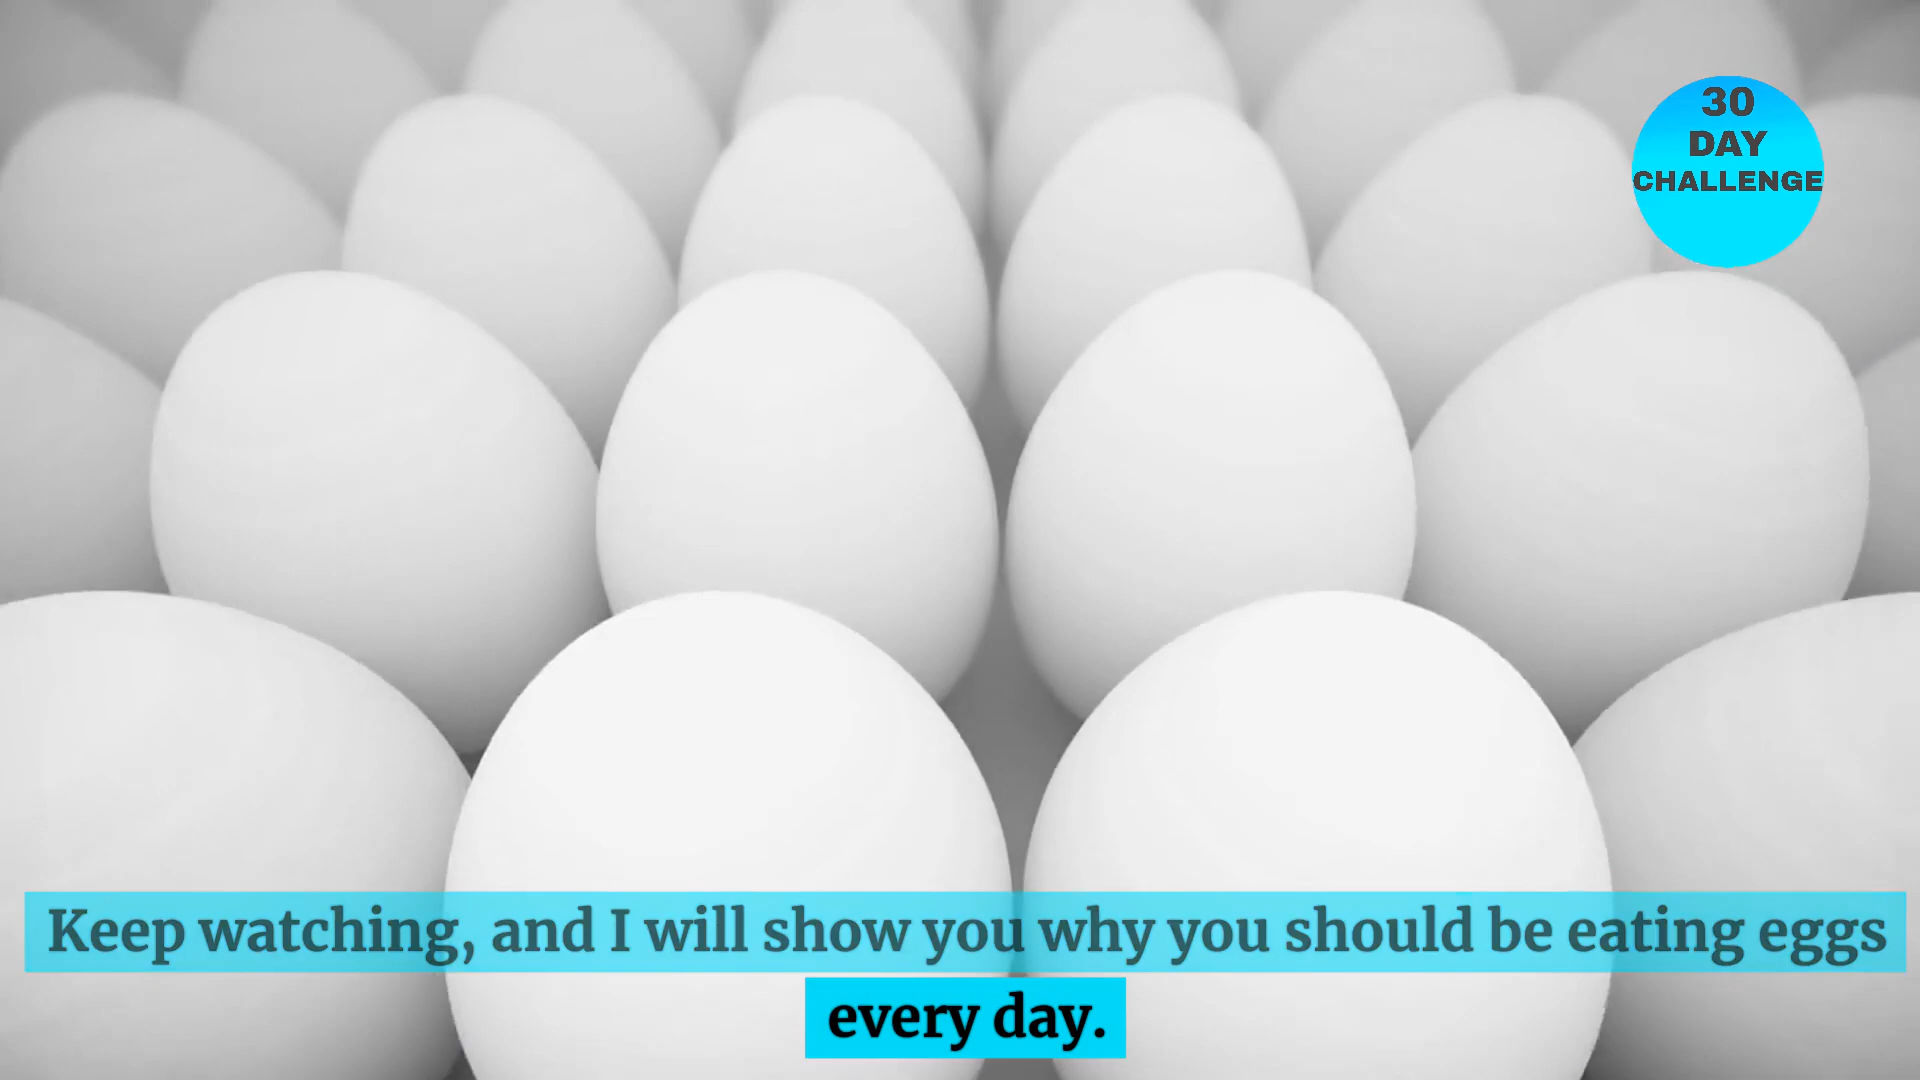 30
DAY
CHALLENGE
Keep watching, and I will show you why you should be eating eggs
every day.